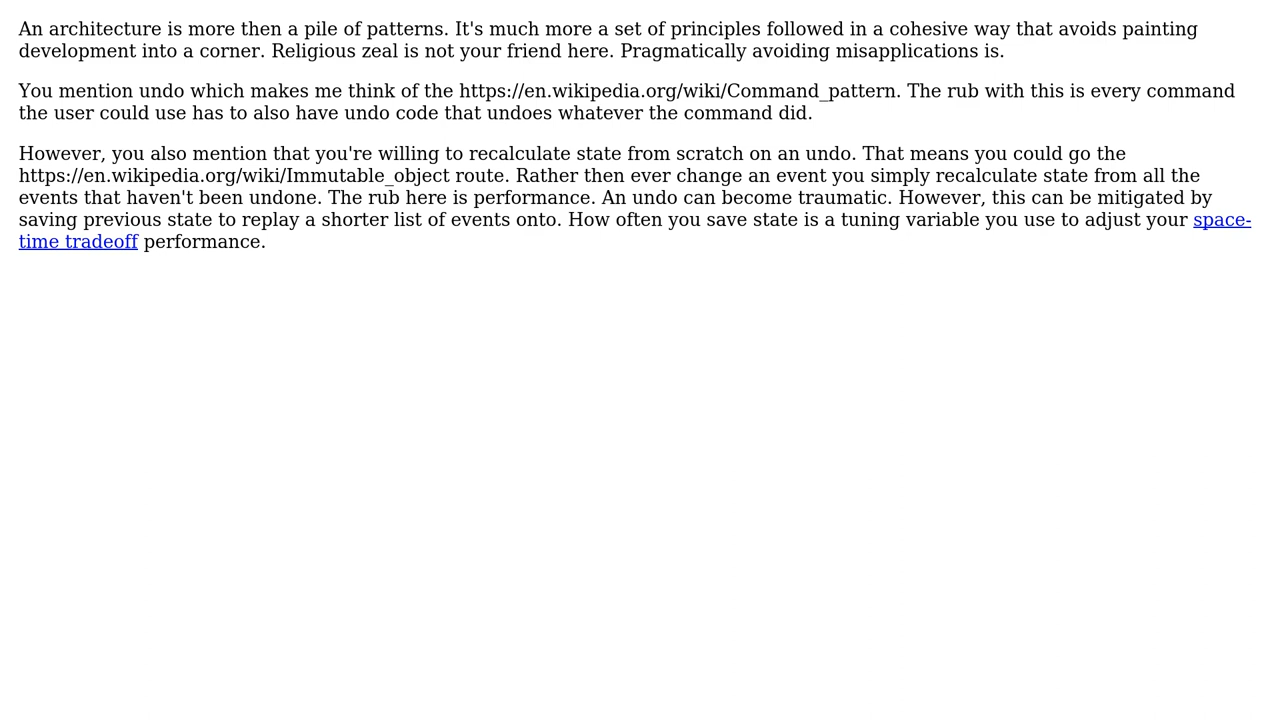 An architecture is more then a pile of patterns. It's much more a set of principles followed in a cohesive way that avoids painting
development into a corner. Religious zeal is not your friend here. Pragmatically avoiding misapplications is.
You mention undo which makes me think of the https://en.wikipedia.org/wiki/Command_pattern. The rub with this is every command
the user could use has to also have undo code that undoes whatever the command did.
However, you also mention that you're willing to recalculate state from scratch on an undo. That means you could go the
https://en.wikipedia.org/wiki/Immutable_object route. Rather then ever change an event you simply recalculate state from all the
events that haven't been undone. The rub here is performance. An undo can become traumatic. However, this can be mitigated by
saving previous state to replay a shorter list of events onto. How often you save state is a tuning variable you use to adjust your space-
time tradeoff performance.